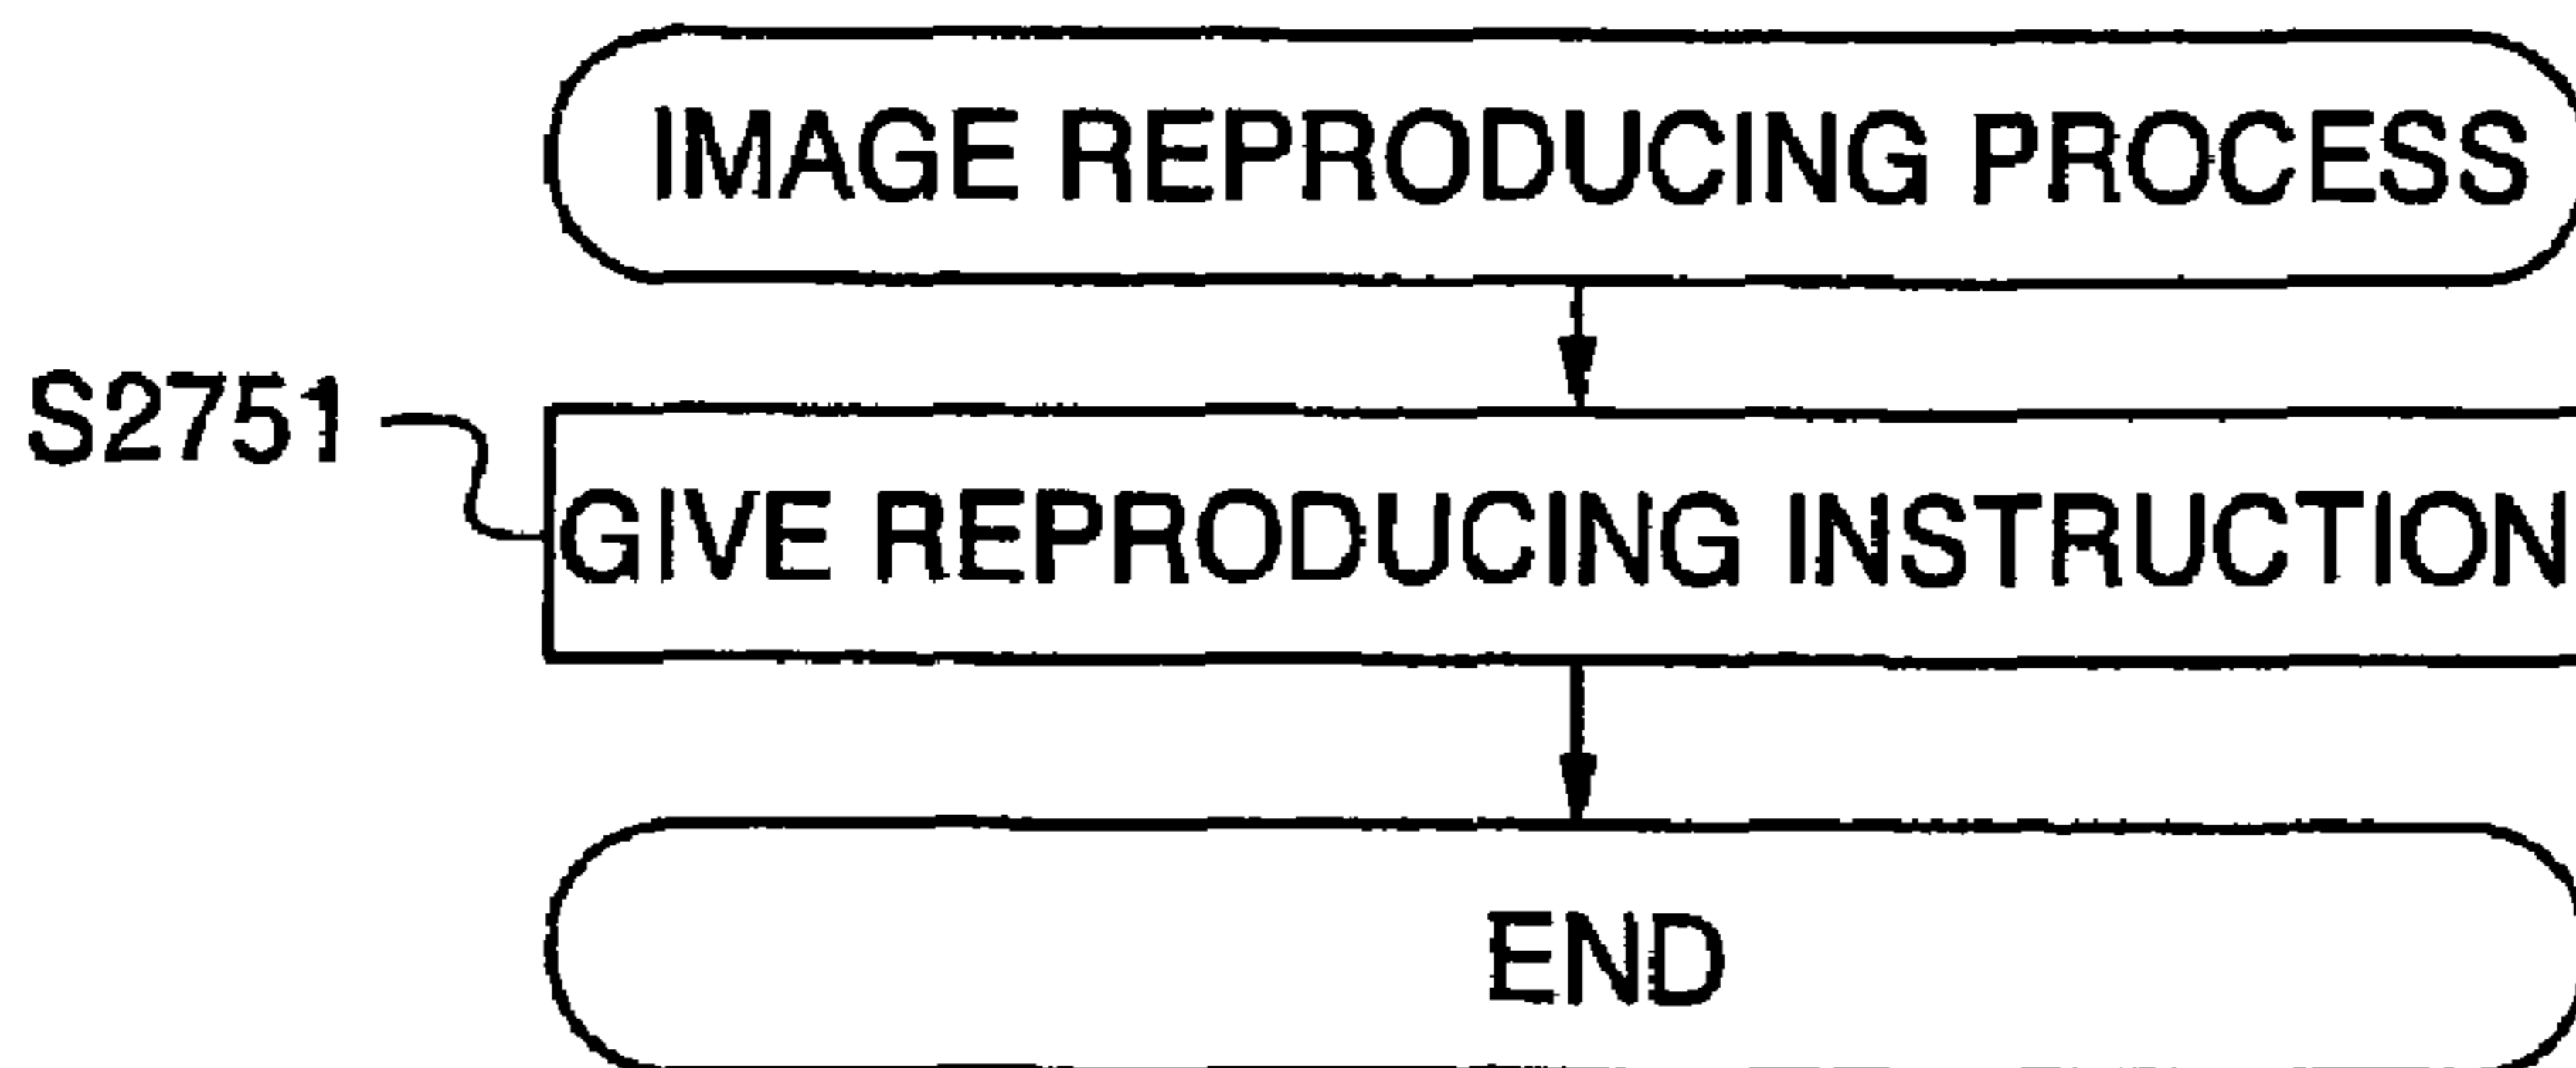 IMAGE REPRODUCING PROCESS
S2751
GIVE REPRODUCING INSTRUCTION
END